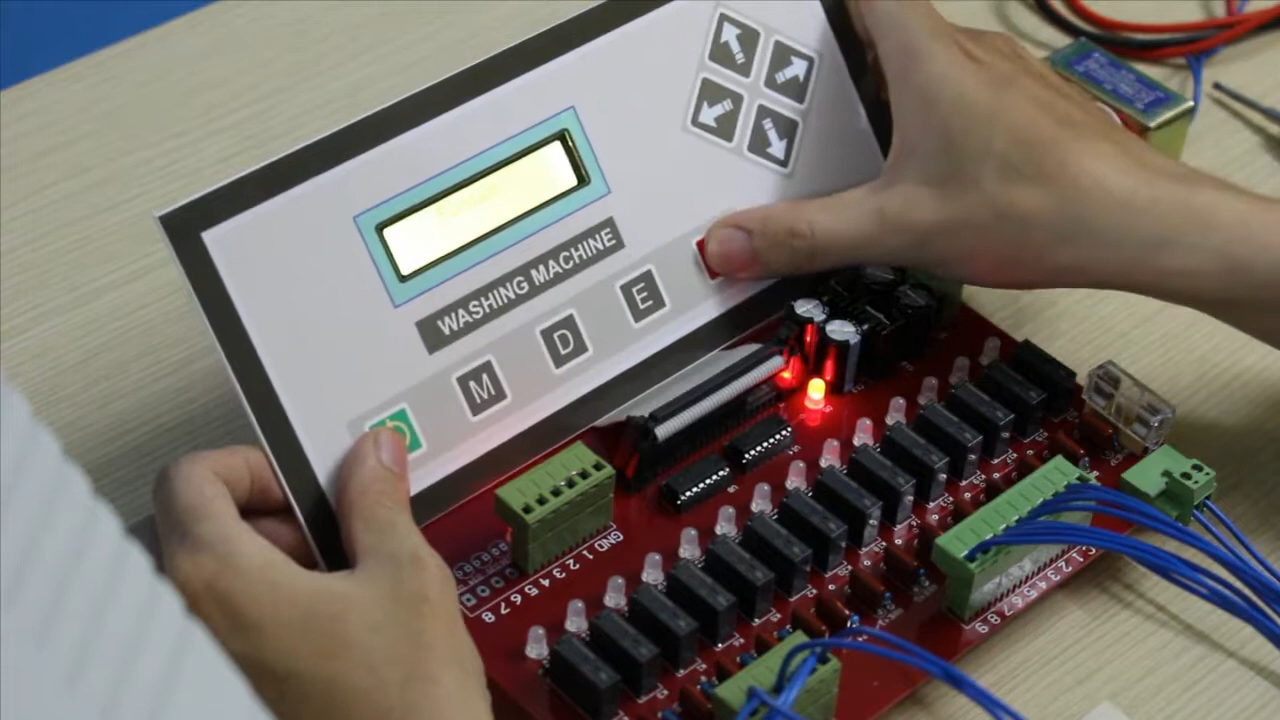 WASHING MACHINE
M
D
E
GND 1 2 3 4 5 6 7 8
C 1 2 3 4 5 6 7 8 9